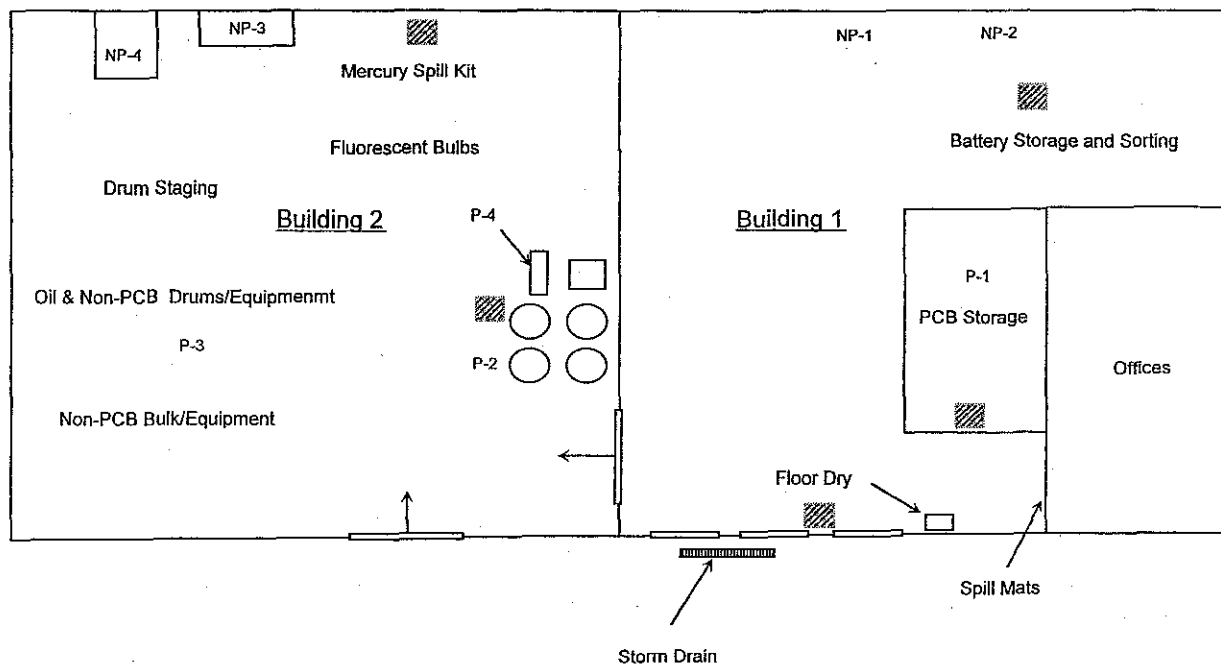 NP-4
NP-3
NP-1
NP-2
Mercury Spill Kit
Fluorescent Bulbs
Battery Storage and Sorting
Drum Staging
Building 2
P-4
Building 1
P-1
Oil & Non-PCB Drums/Equipmenmt
PCB Storage
P-3
P-2
Offices
Non-PCB Bulk/Equipment
Floor Dry
Spill Mats
Storm Drain